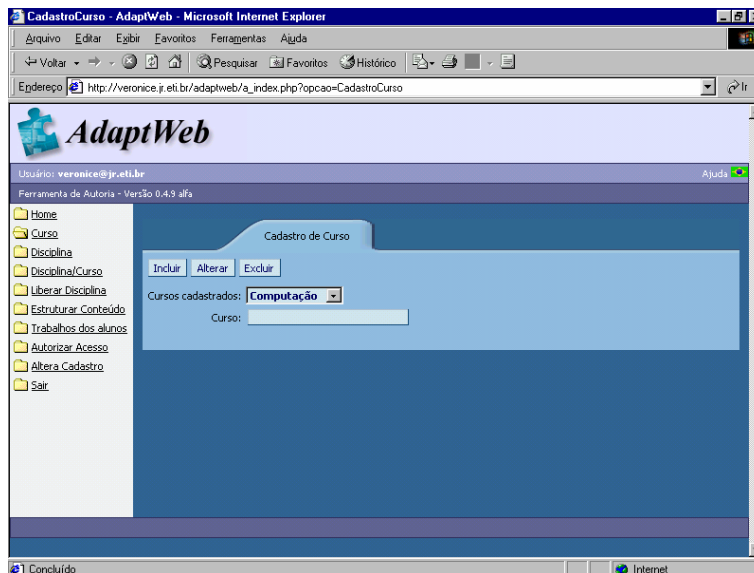 CadastroCurso - AdaptWeb - Microsoft Internet Explorer
Arquivo Editar Exibir Favoritos Ferramentas Ajuda
Voltar Pesquisar Favoritos Histórico
Endereço http://veronice.jr.eti.br/adaptweb/a_index.php?opcao=CadastroCurso Ir
AdaptWeb
Usuário: veronice@jr.eti.br Ajuda
Ferramenta de Autoria - Versão 0.4.9 alfa
Home
Curso
Disciplina
Disciplina/Curso
Liberar Disciplina
Estruturar Conteúdo
Trabalhos dos alunos
Autorizar Acesso
Altera Cadastro
Sair
Cadastro de Curso
Incluir Alterar Excluir
Cursos cadastrados: Computação
Curso:
Concluído Internet